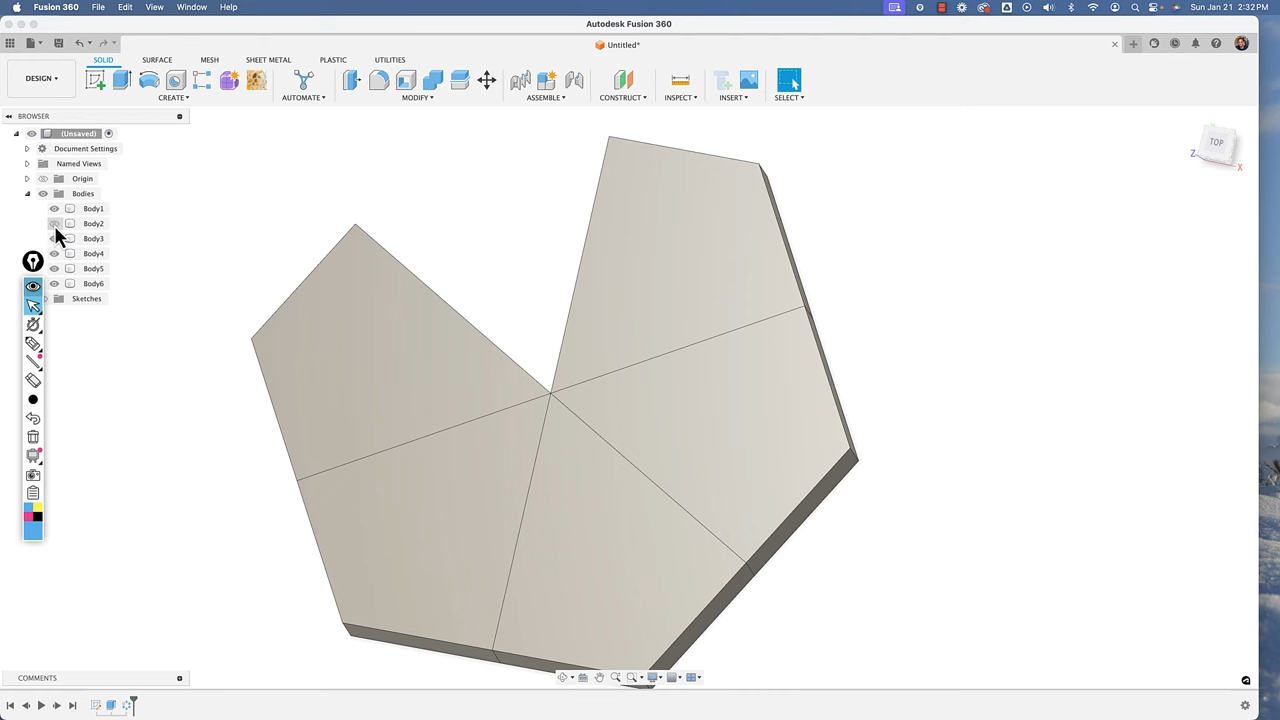 Fusion 360 File Edit View Window Help Sun Jan 21 2:32 PM
Autodesk Fusion 360
Untitled*
SOLID SURFACE MESH SHEET METAL PLASTIC UTILITIES
DESIGN
CREATE AUTOMATE MODIFY ASSEMBLE CONSTRUCT INSPECT INSERT SELECT
BROWSER
(Unsaved)
Document Settings
Named Views
Origin
Bodies
Body1
Body2
Body3
Body4
Body5
Body6
Sketches
TOP
Z
X
COMMENTS